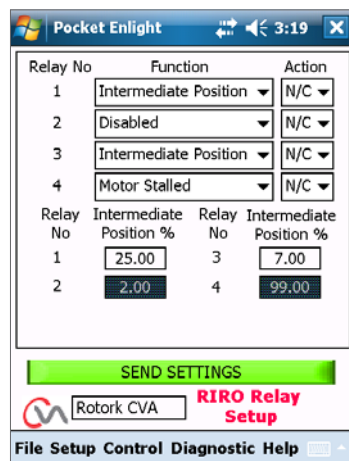 Pocket Enlight 3:19
Relay No Function Action
1 Intermediate Position N/C
2 Disabled N/C
3 Intermediate Position N/C
4 Motor Stalled N/C
Relay Intermediate Relay Intermediate
No Position % No Position %
1 25.00 3 7.00
2 2.00 4 99.00
SEND SETTINGS
Rotork CVA RIRO Relay
Setup
File Setup Control Diagnostic Help